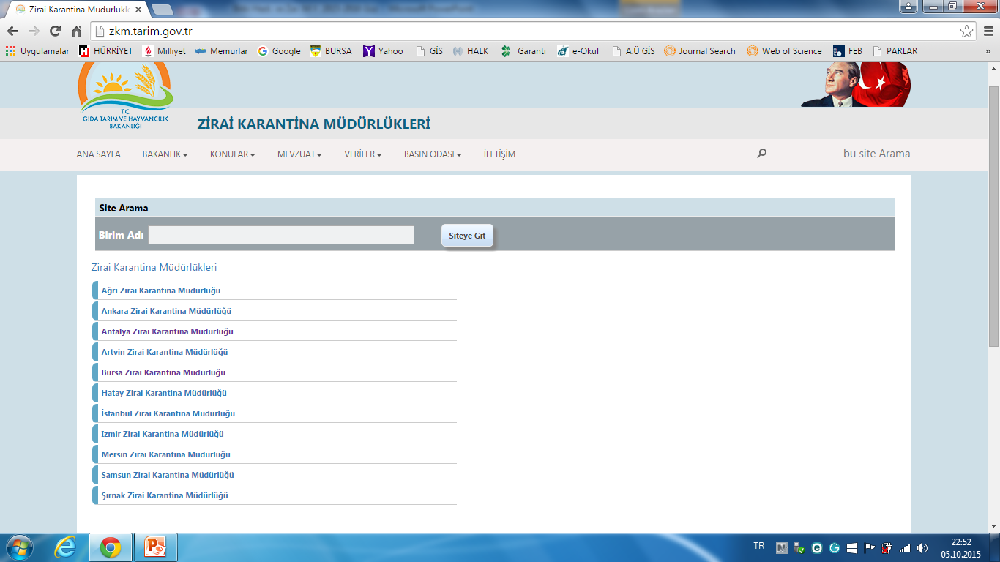 Zirai Karantina Müdürlükle
zkm.tarim.gov.tr
Uygulamalar HÜRRİYET Milliyet Memurlar Google BURSA Yahoo GİS HALK Garanti e-Okul A.Ü GİS Journal Search Web of Science FEB PARLAR »
T.C.
GIDA TARIM VE HAYVANCILIK
BAKANLIĞI
ZİRAİ KARANTİNA MÜDÜRLÜKLERİ
ANA SAYFA BAKANLIK KONULAR MEVZUAT VERİLER BASIN ODASI İLETİŞİM bu site Arama
Site Arama
Birim Adı Siteye Git
Zirai Karantina Müdürlükleri
Ağrı Zirai Karantina Müdürlüğü
Ankara Zirai Karantina Müdürlüğü
Antalya Zirai Karantina Müdürlüğü
Artvin Zirai Karantina Müdürlüğü
Bursa Zirai Karantina Müdürlüğü
Hatay Zirai Karantina Müdürlüğü
İstanbul Zirai Karantina Müdürlüğü
İzmir Zirai Karantina Müdürlüğü
Mersin Zirai Karantina Müdürlüğü
Samsun Zirai Karantina Müdürlüğü
Şırnak Zirai Karantina Müdürlüğü
TR 22:52
05.10.2015